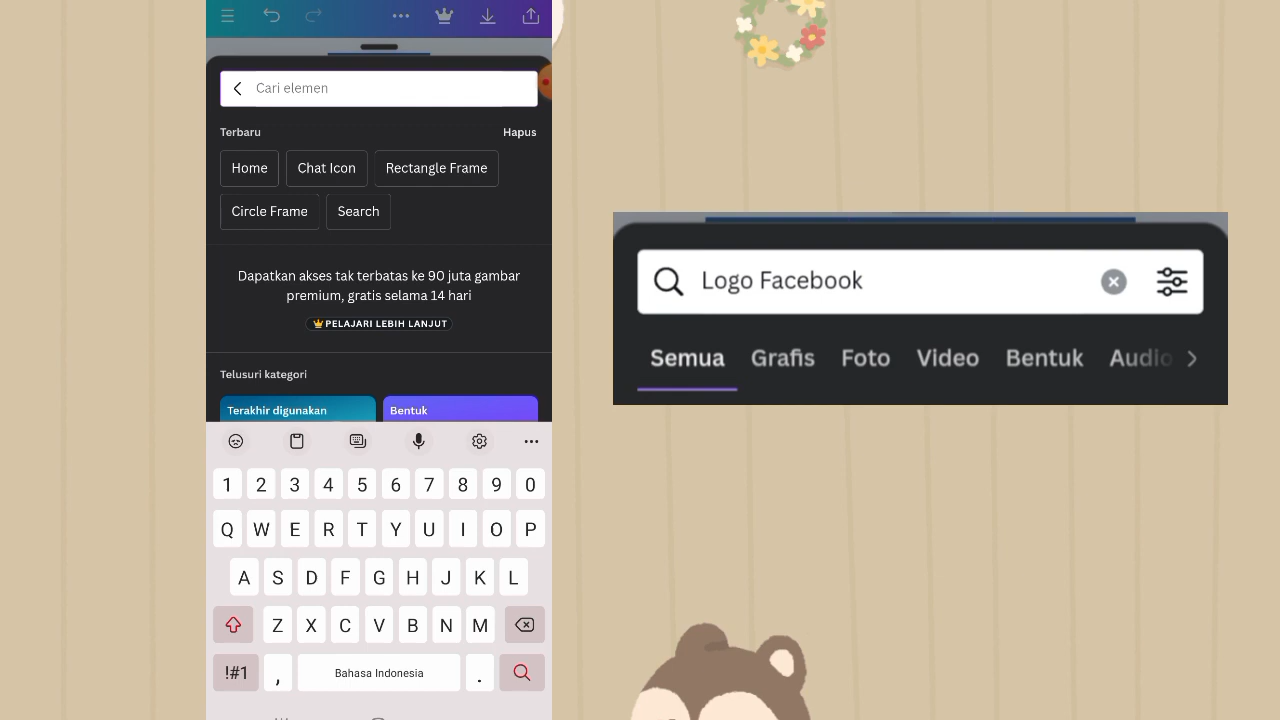 Cari elemen
Terbaru Hapus
Home Chat Icon Rectangle Frame
Circle Frame Search
Dapatkan akses tak terbatas ke 90 juta gambar
premium, gratis selama 14 hari
PELAJARI LEBIH LANJUT
Telusuri kategori
Terakhir digunakan Bentuk
1 2 3 4 5 6 7 8 9 0
Q W E R T Y U I O P
A S D F G H J K L
Z X C V B N M
!#1 , Bahasa Indonesia .
Logo Facebook
Semua Grafis Foto Video Bentuk Audio